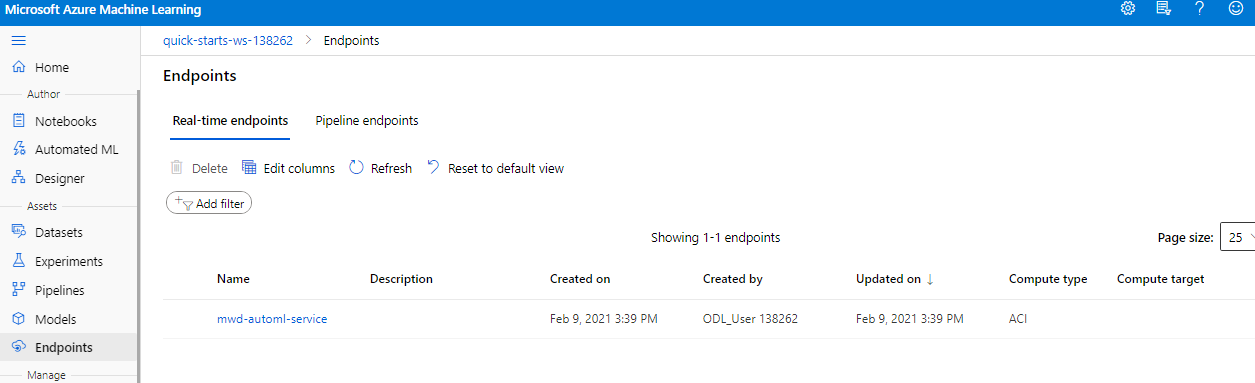 Microsoft Azure Machine Learning
quick-starts-ws-138262 > Endpoints
Home
Author
Notebooks
Automated ML
Designer
Assets
Datasets
Experiments
Pipelines
Models
Endpoints
Manage
Endpoints
Real-time endpoints Pipeline endpoints
Delete Edit columns Refresh Reset to default view
Add filter
Showing 1-1 endpoints Page size: 25
Name Description Created on Created by Updated on ↓ Compute type Compute target
mwd-automl-service Feb 9, 2021 3:39 PM ODL_User 138262 Feb 9, 2021 3:39 PM ACI